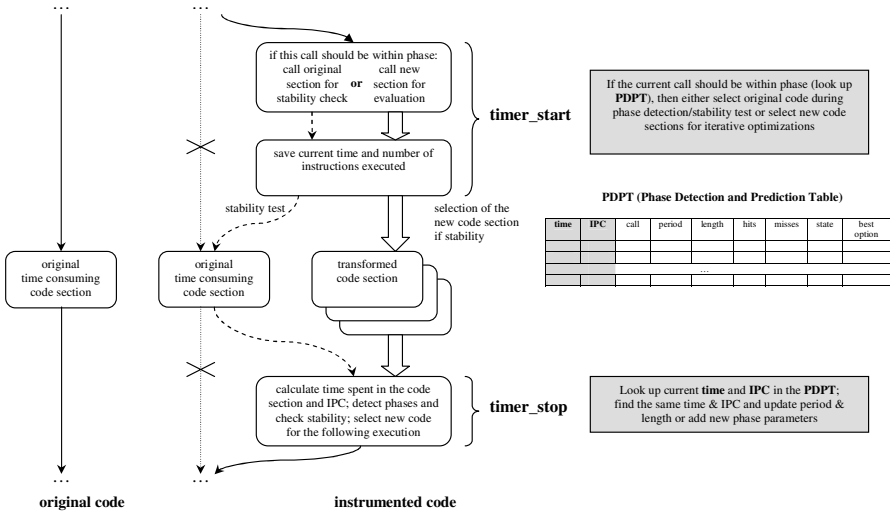 ...
...
if this call should be within phase:
call original section for stability check
or
call new section for evaluation
timer_start
If the current call should be within phase (look up
PDPT), then either select original code during
phase detection/stability test or select new code
sections for iterative optimizations
save current time and number of
instructions executed
stability test
selection of the
new code section
if stability
PDPT (Phase Detection and Prediction Table)
time IPC call period length hits misses state best option
...
original
time consuming
code section
original
time consuming
code section
transformed
code section
calculate time spent in the code
section and IPC; detect phases and
check stability; select new code
for the following execution
timer_stop
Look up current time and IPC in the PDPT;
find the same time & IPC and update period &
length or add new phase parameters
...
...
original code
instrumented code